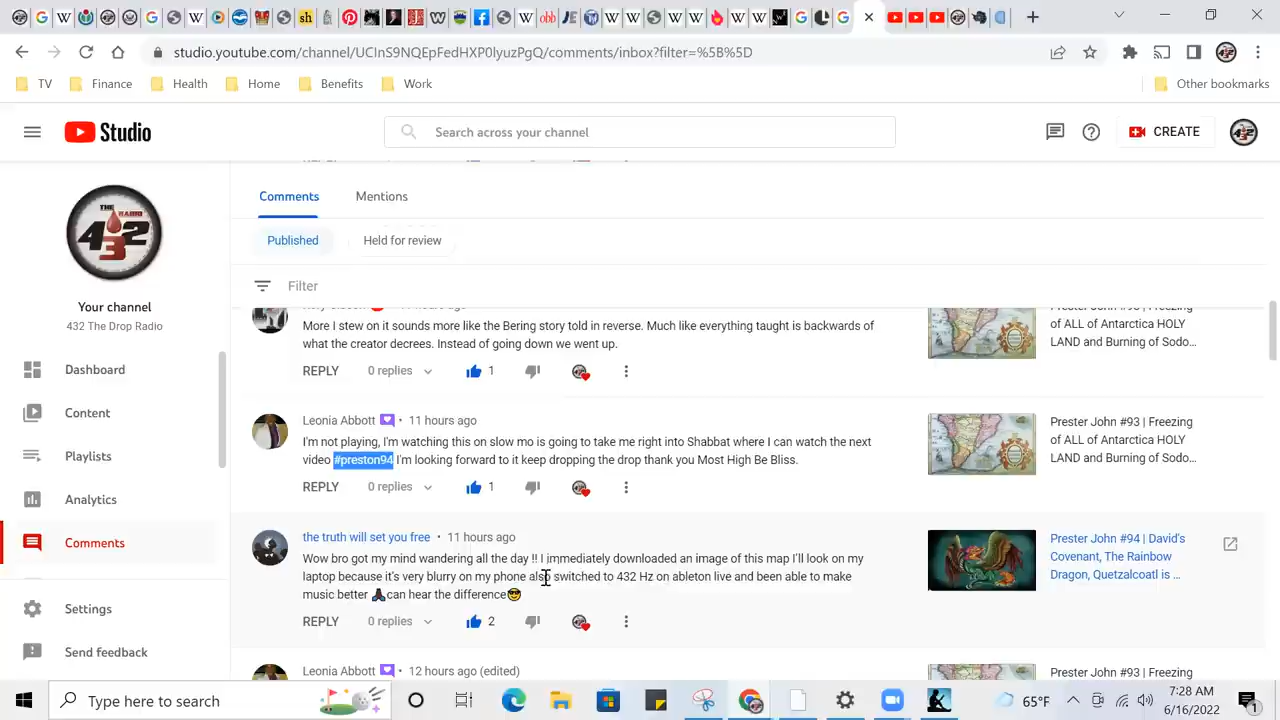 studio.youtube.com/channel/UCInS9NQEpFedHXP0lyuzPgQ/comments/inbox?filter=%5B%5D
TV Finance Health Home Benefits Work Other bookmarks
Studio
Search across your channel
CREATE
432
THE RADIO
432
Your channel
432 The Drop Radio
Dashboard
Content
Playlists
Analytics
Comments
Settings
Send feedback
Comments Mentions
Published Held for review
Filter
More I stew on it sounds more like the Bering story told in reverse. Much like everything taught is backwards of
what the creator decrees. Instead of going down we went up.
REPLY 0 replies 1
of ALL of Antarctica HOLY
LAND and Burning of Sodo...
Leonia Abbott • 11 hours ago
I'm not playing, I'm watching this on slow mo is going to take me right into Shabbat where I can watch the next
video #preston94 I'm looking forward to it keep dropping the drop thank you Most High Be Bliss.
REPLY 0 replies 1
Prester John #93 | Freezing
of ALL of Antarctica HOLY
LAND and Burning of Sodo...
the truth will set you free • 11 hours ago
Wow bro got my mind wandering all the day !! I immediately downloaded an image of this map I'll look on my
laptop because it's very blurry on my phone also switched to 432 Hz on ableton live and been able to make
music better can hear the difference
REPLY 0 replies 2
Prester John #94 | David's
Covenant, The Rainbow
Dragon, Quetzalcoatl is ...
Leonia Abbott • 12 hours ago (edited)
Prester John #93 | Freezing
Type here to search
65°F
7:28 AM
6/16/2022
1